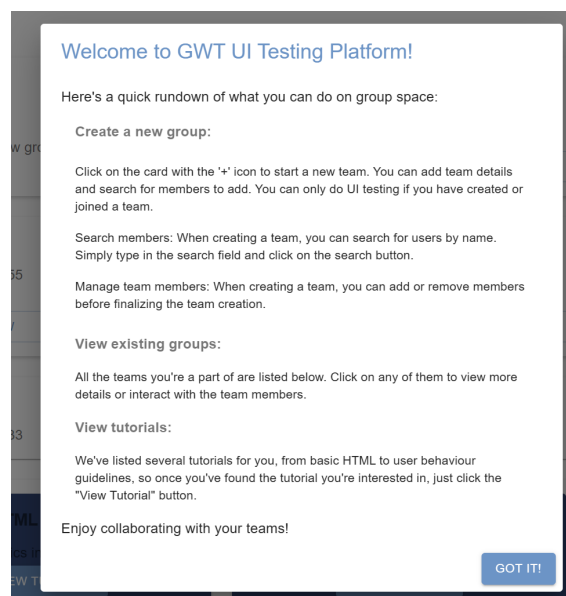 Welcome to GWT UI Testing Platform!
Here's a quick rundown of what you can do on group space:
Create a new group:
Click on the card with the '+' icon to start a new team. You can add team details
and search for members to add. You can only do UI testing if you have created or
joined a team.
Search members: When creating a team, you can search for users by name.
Simply type in the search field and click on the search button.
Manage team members: When creating a team, you can add or remove members
before finalizing the team creation.
View existing groups:
All the teams you're a part of are listed below. Click on any of them to view more
details or interact with the team members.
View tutorials:
We've listed several tutorials for you, from basic HTML to user behaviour
guidelines, so once you've found the tutorial you're interested in, just click the
"View Tutorial" button.
Enjoy collaborating with your teams!
GOT IT!